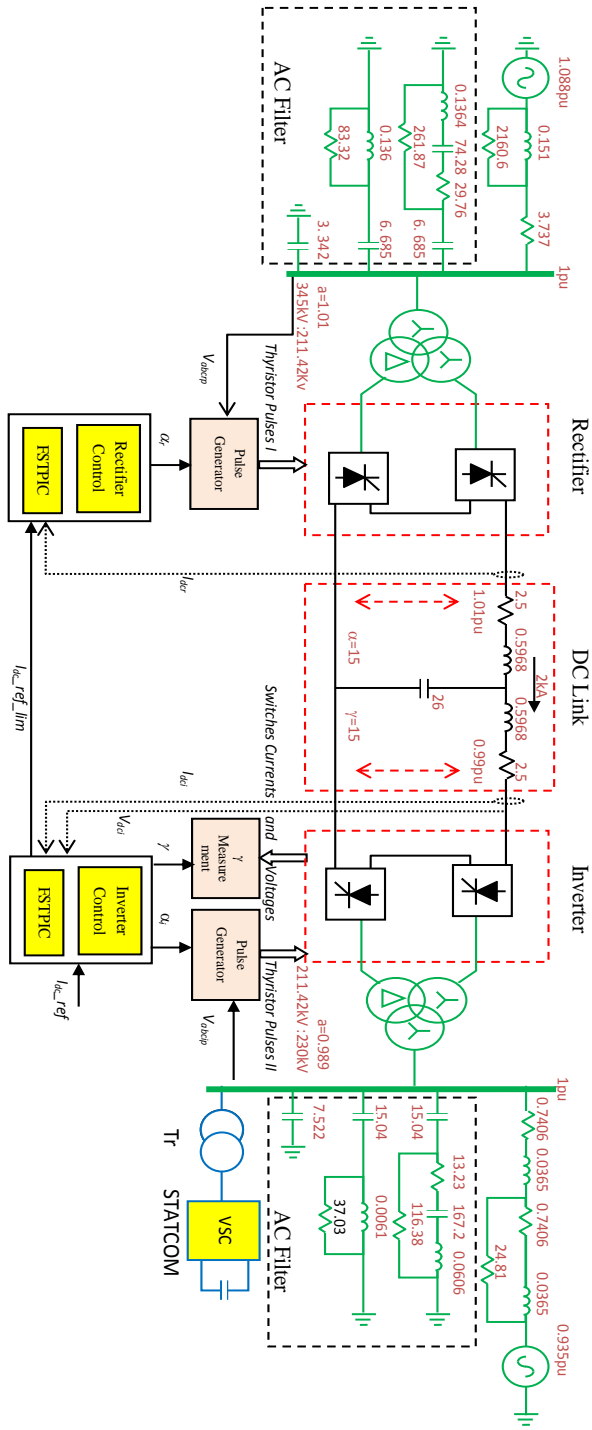 Rectifier
DC Link
Inverter
1.088pu
0.151
2160.6
3.737
1pu
0.1364
74.28
29.76
261.87
6. 685
0.136
83.32
6. 685
3. 342
AC Filter
a=1.01
345kV :211.42Kv
Vabcrp
Thyristor Pulses I
Pulse
Generator
αr
Rectifier
Control
FSTPIC
Idcr
Idc_ref_lim
2.5
0.5968
2kA
0.5968
2.5
1.01pu
0.99pu
26
α=15
γ=15
Switches Currents and Voltages
Idci
Vdci
γ
Measure
ment
γ
αi
Inverter
Control
FSTPIC
Idc_ref
Pulse
Generator
Thyristor Pulses II
Vabcip
a=0.989
211.42kV :230kV
1pu
0.7406
0.0365
0.7406
0.0365
24.81
0.935pu
15.04
13.23
167.2
0.0606
116.38
15.04
0.0061
37.03
7.522
AC Filter
Tr
VSC
STATCOM